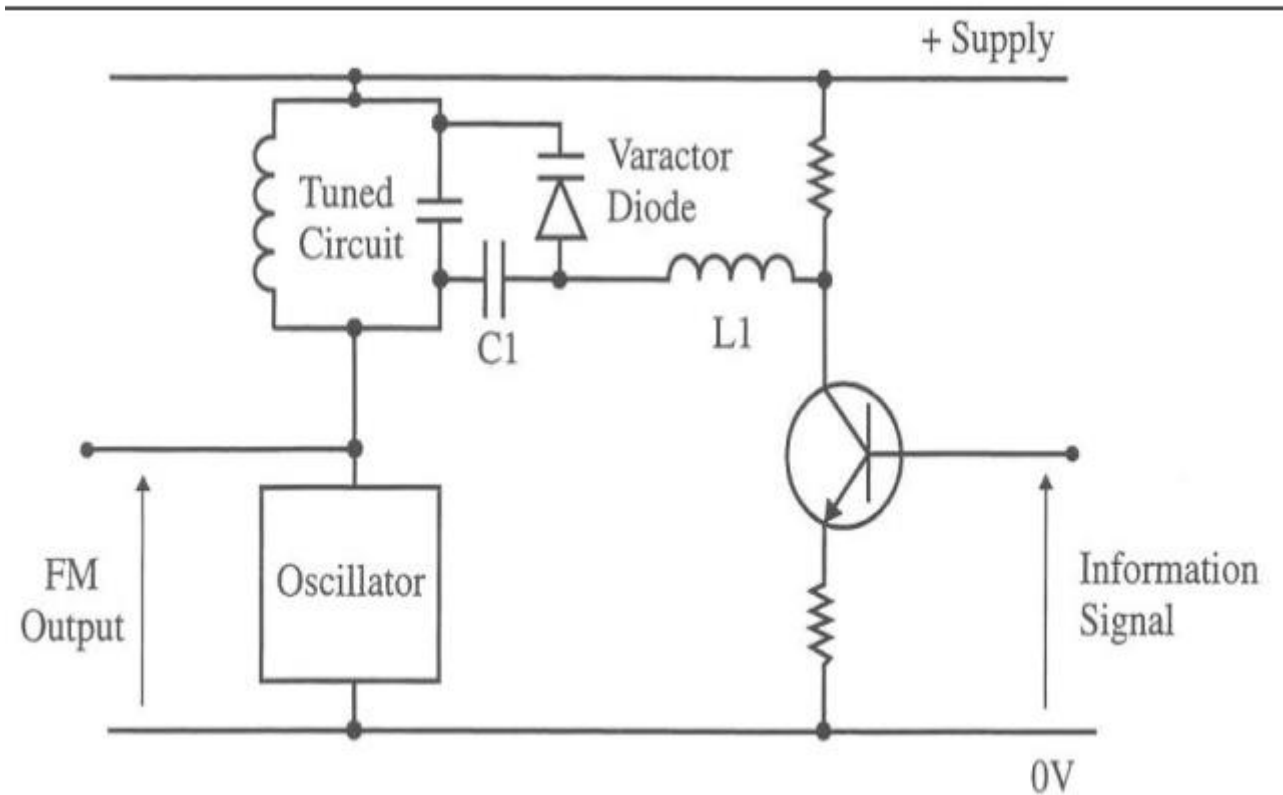 + Supply
Varactor
Diode
Tuned
Circuit
C1
L1
FM
Output
Oscillator
Information
Signal
0V